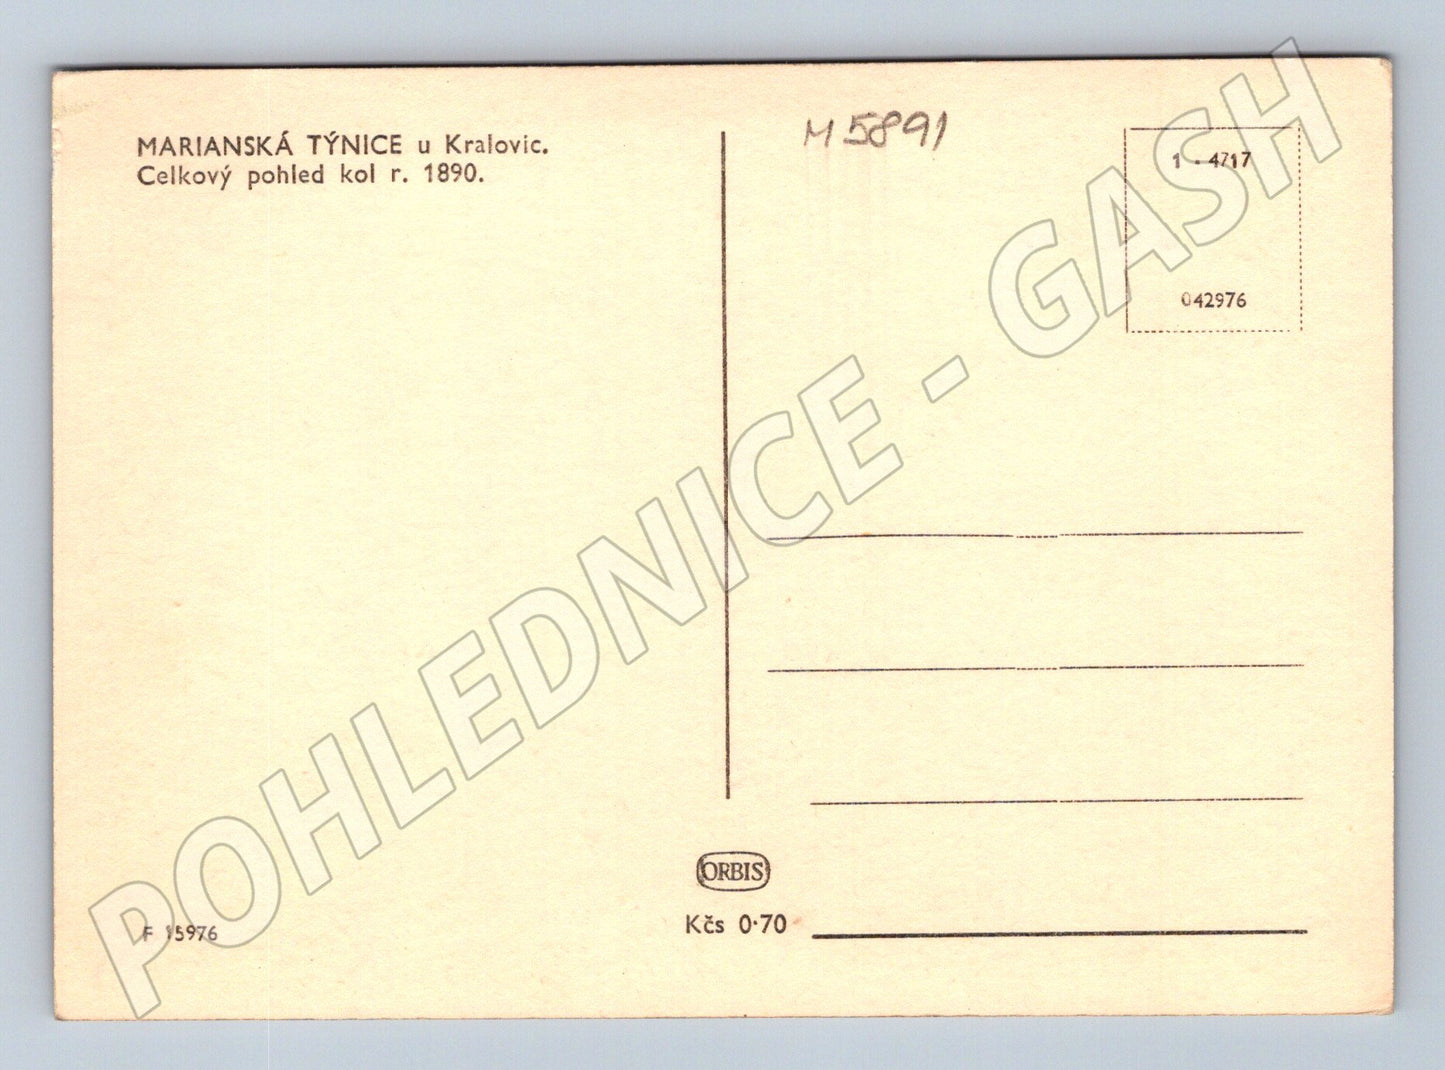 MARIANSKÁ TÝNICE u Kralovic.
Celkový pohled kol r. 1890.
M 5891
1 - 4717
042976
POHLEDNICE - GASH
ORBIS
Kčs 0·70
F 15976